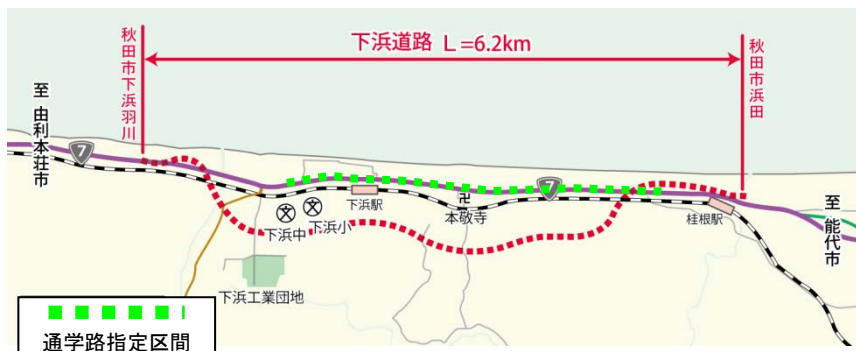 下浜道路 L=6.2km
秋田市下浜羽川
秋田市浜田
至 由利本荘市
7
7
下浜駅
本敬寺
桂根駅
至 能代市
文
文
下浜小
下浜中
下浜工業団地
通学路指定区間